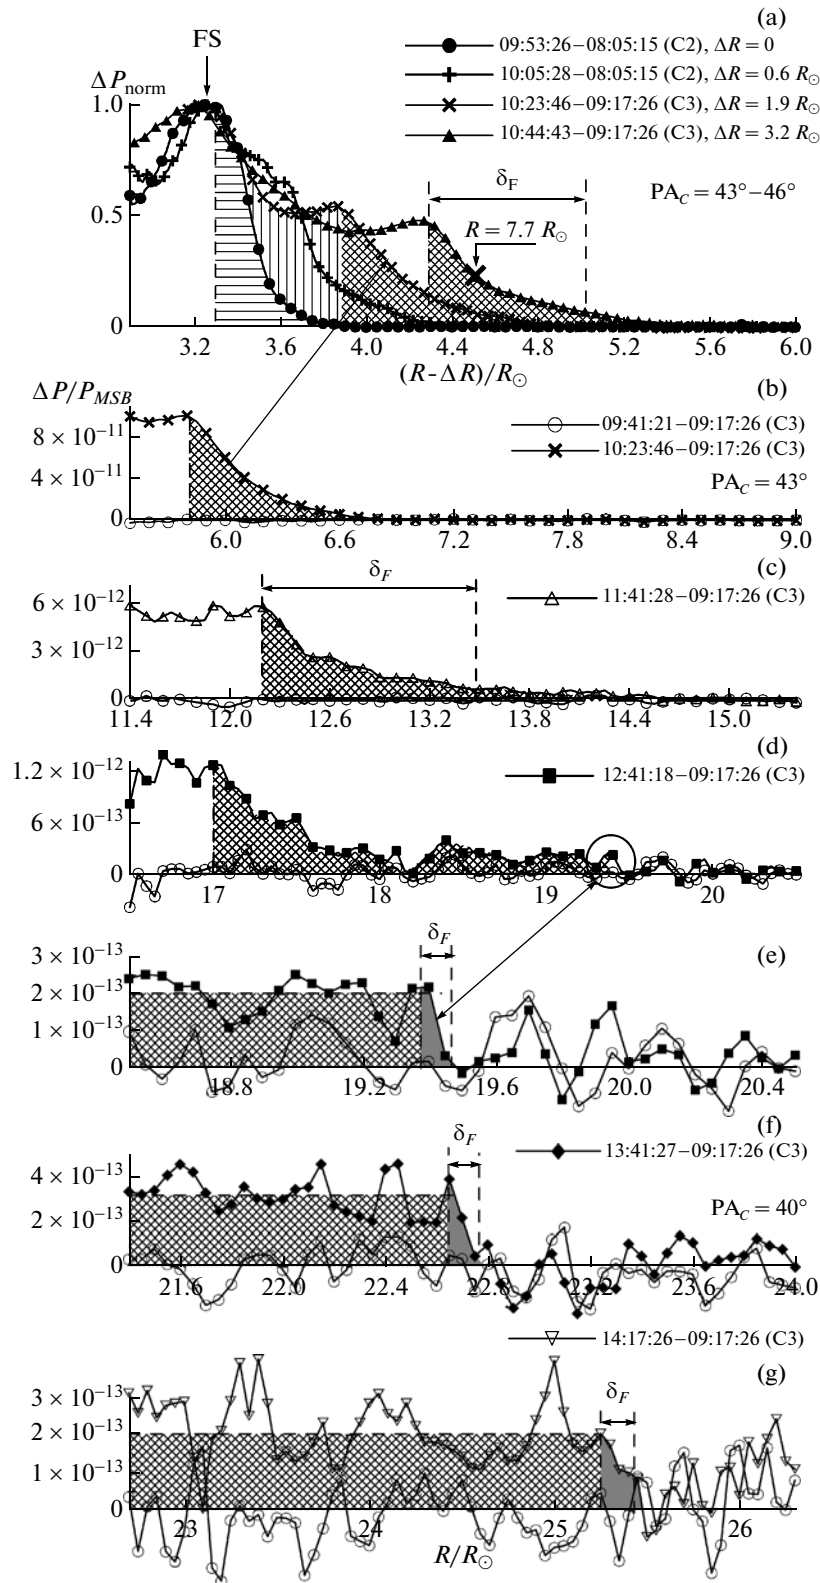 (a)
FS
09:53:26–08:05:15 (C2), ΔR = 0
10:05:28–08:05:15 (C2), ΔR = 0.6 R⊙
10:23:46–09:17:26 (C3), ΔR = 1.9 R⊙
10:44:43–09:17:26 (C3), ΔR = 3.2 R⊙
ΔP_norm
1.0
0.5
0
δ_F
PA_C = 43°–46°
R = 7.7 R⊙
3.2 3.6 4.0 4.4 4.8 5.2 5.6 6.0
(R-ΔR)/R⊙
(b)
ΔP/P_MSB
09:41:21–09:17:26 (C3)
10:23:46–09:17:26 (C3)
PA_C = 43°
8 × 10⁻¹¹
4 × 10⁻¹¹
0
6.0 6.6 7.2 7.8 8.4 9.0
(c)
δ_F
11:41:28–09:17:26 (C3)
6 × 10⁻¹²
3 × 10⁻¹²
0
11.4 12.0 12.6 13.2 13.8 14.4 15.0
(d)
12:41:18–09:17:26 (C3)
1.2 × 10⁻¹²
6 × 10⁻¹³
0
17 18 19 20
(e)
δ_F
3 × 10⁻¹³
2 × 10⁻¹³
1 × 10⁻¹³
0
18.8 19.2 19.6 20.0 20.4
(f)
δ_F
13:41:27–09:17:26 (C3)
PA_C = 40°
4 × 10⁻¹³
2 × 10⁻¹³
0
21.6 22.0 22.4 22.8 23.2 23.6 24.0
14:17:26–09:17:26 (C3)
(g)
δ_F
3 × 10⁻¹³
2 × 10⁻¹³
1 × 10⁻¹³
0
23 24 25 26
R/R⊙